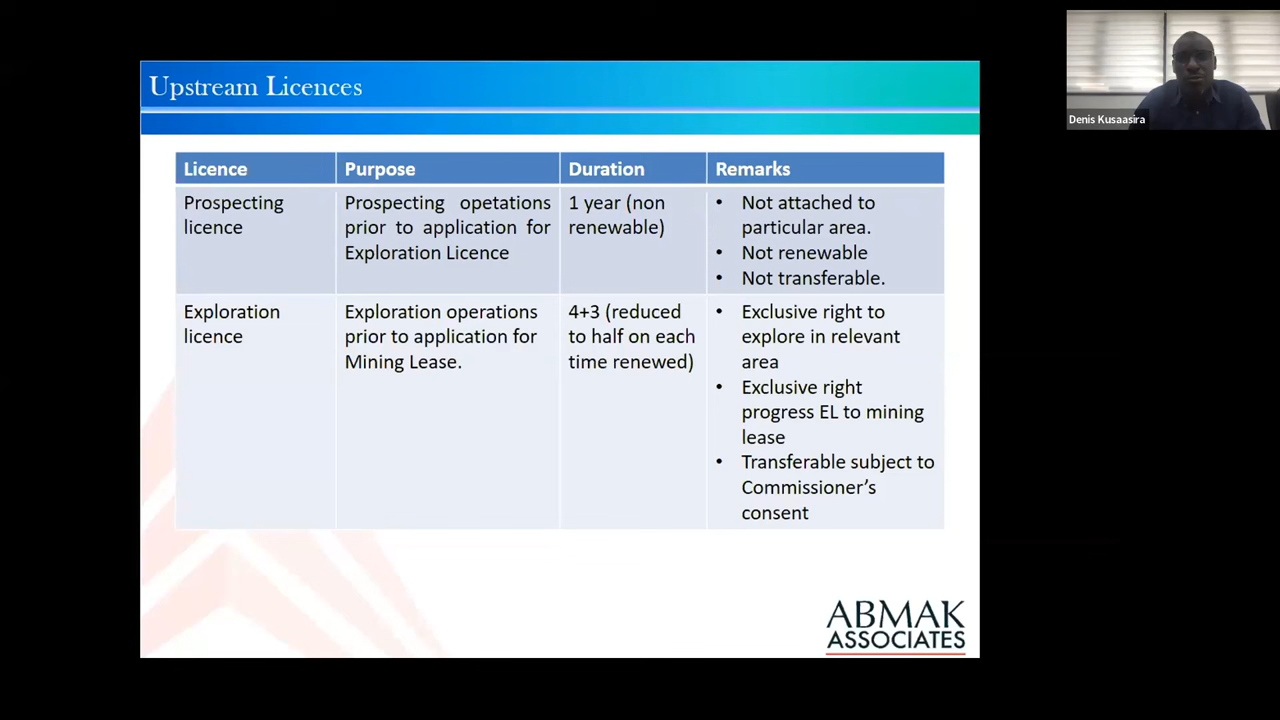 Upstream Licences
Denis Kusaasira
Licence
Purpose
Duration
Remarks
Prospecting
licence
Prospecting opetations
prior to application for
Exploration Licence
1 year (non
renewable)
• Not attached to
particular area.
• Not renewable
• Not transferable.
Exploration
licence
Exploration operations
prior to application for
Mining Lease.
4+3 (reduced
to half on each
time renewed)
• Exclusive right to
explore in relevant
area
• Exclusive right
progress EL to mining
lease
• Transferable subject to
Commissioner’s
consent
ABMAK
ASSOCIATES